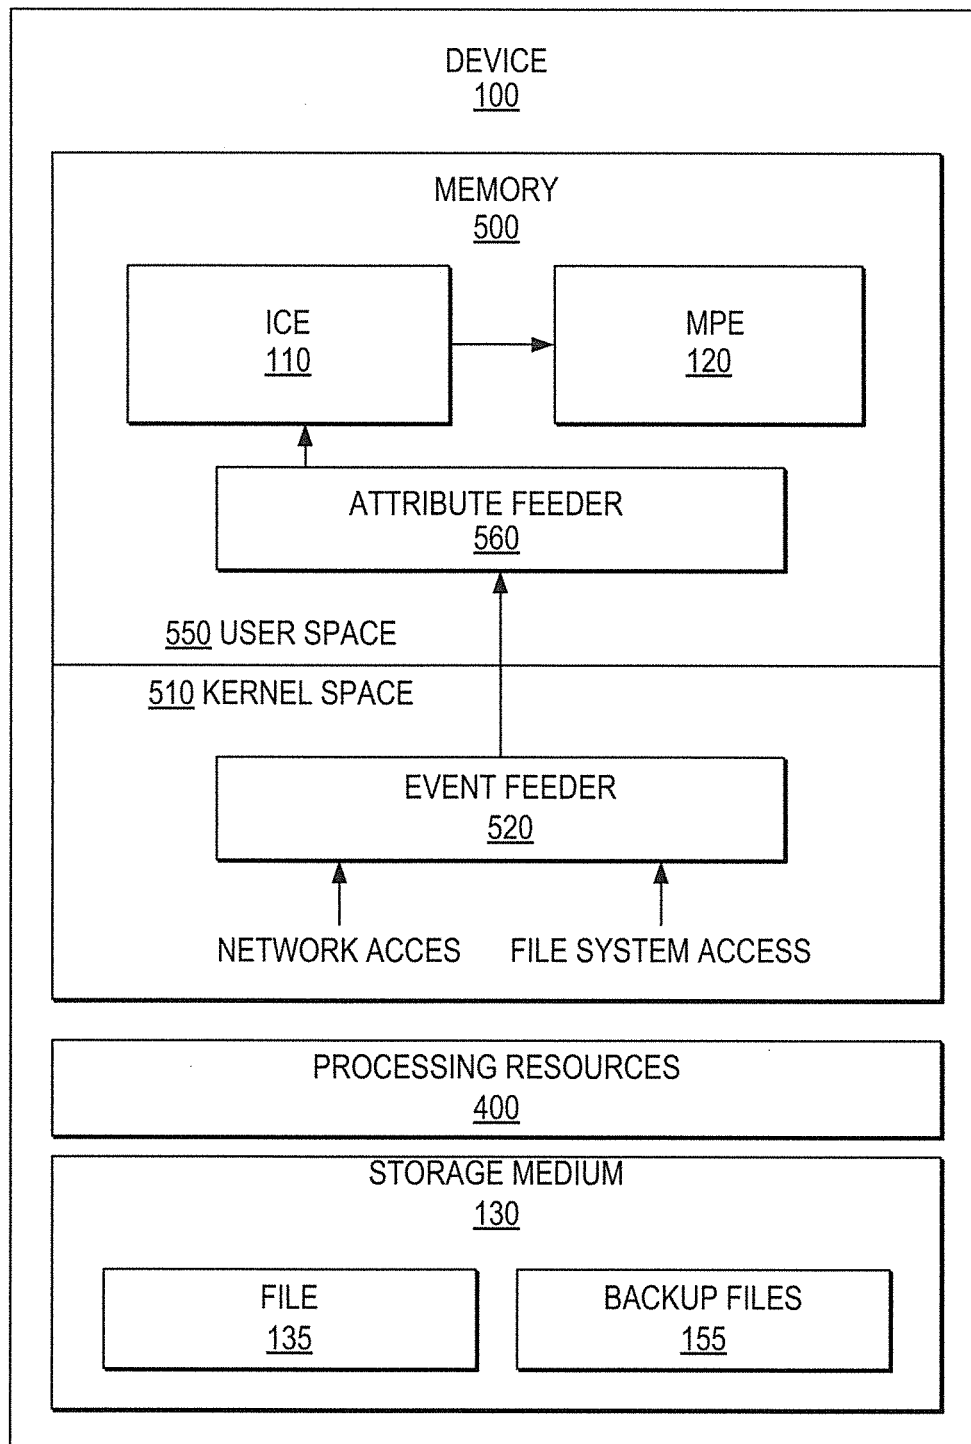 DEVICE
100
MEMORY
500
ICE
110
MPE
120
ATTRIBUTE FEEDER
560
550 USER SPACE
510 KERNEL SPACE
EVENT FEEDER
520
NETWORK ACCES
FILE SYSTEM ACCESS
PROCESSING RESOURCES
400
STORAGE MEDIUM
130
FILE
135
BACKUP FILES
155